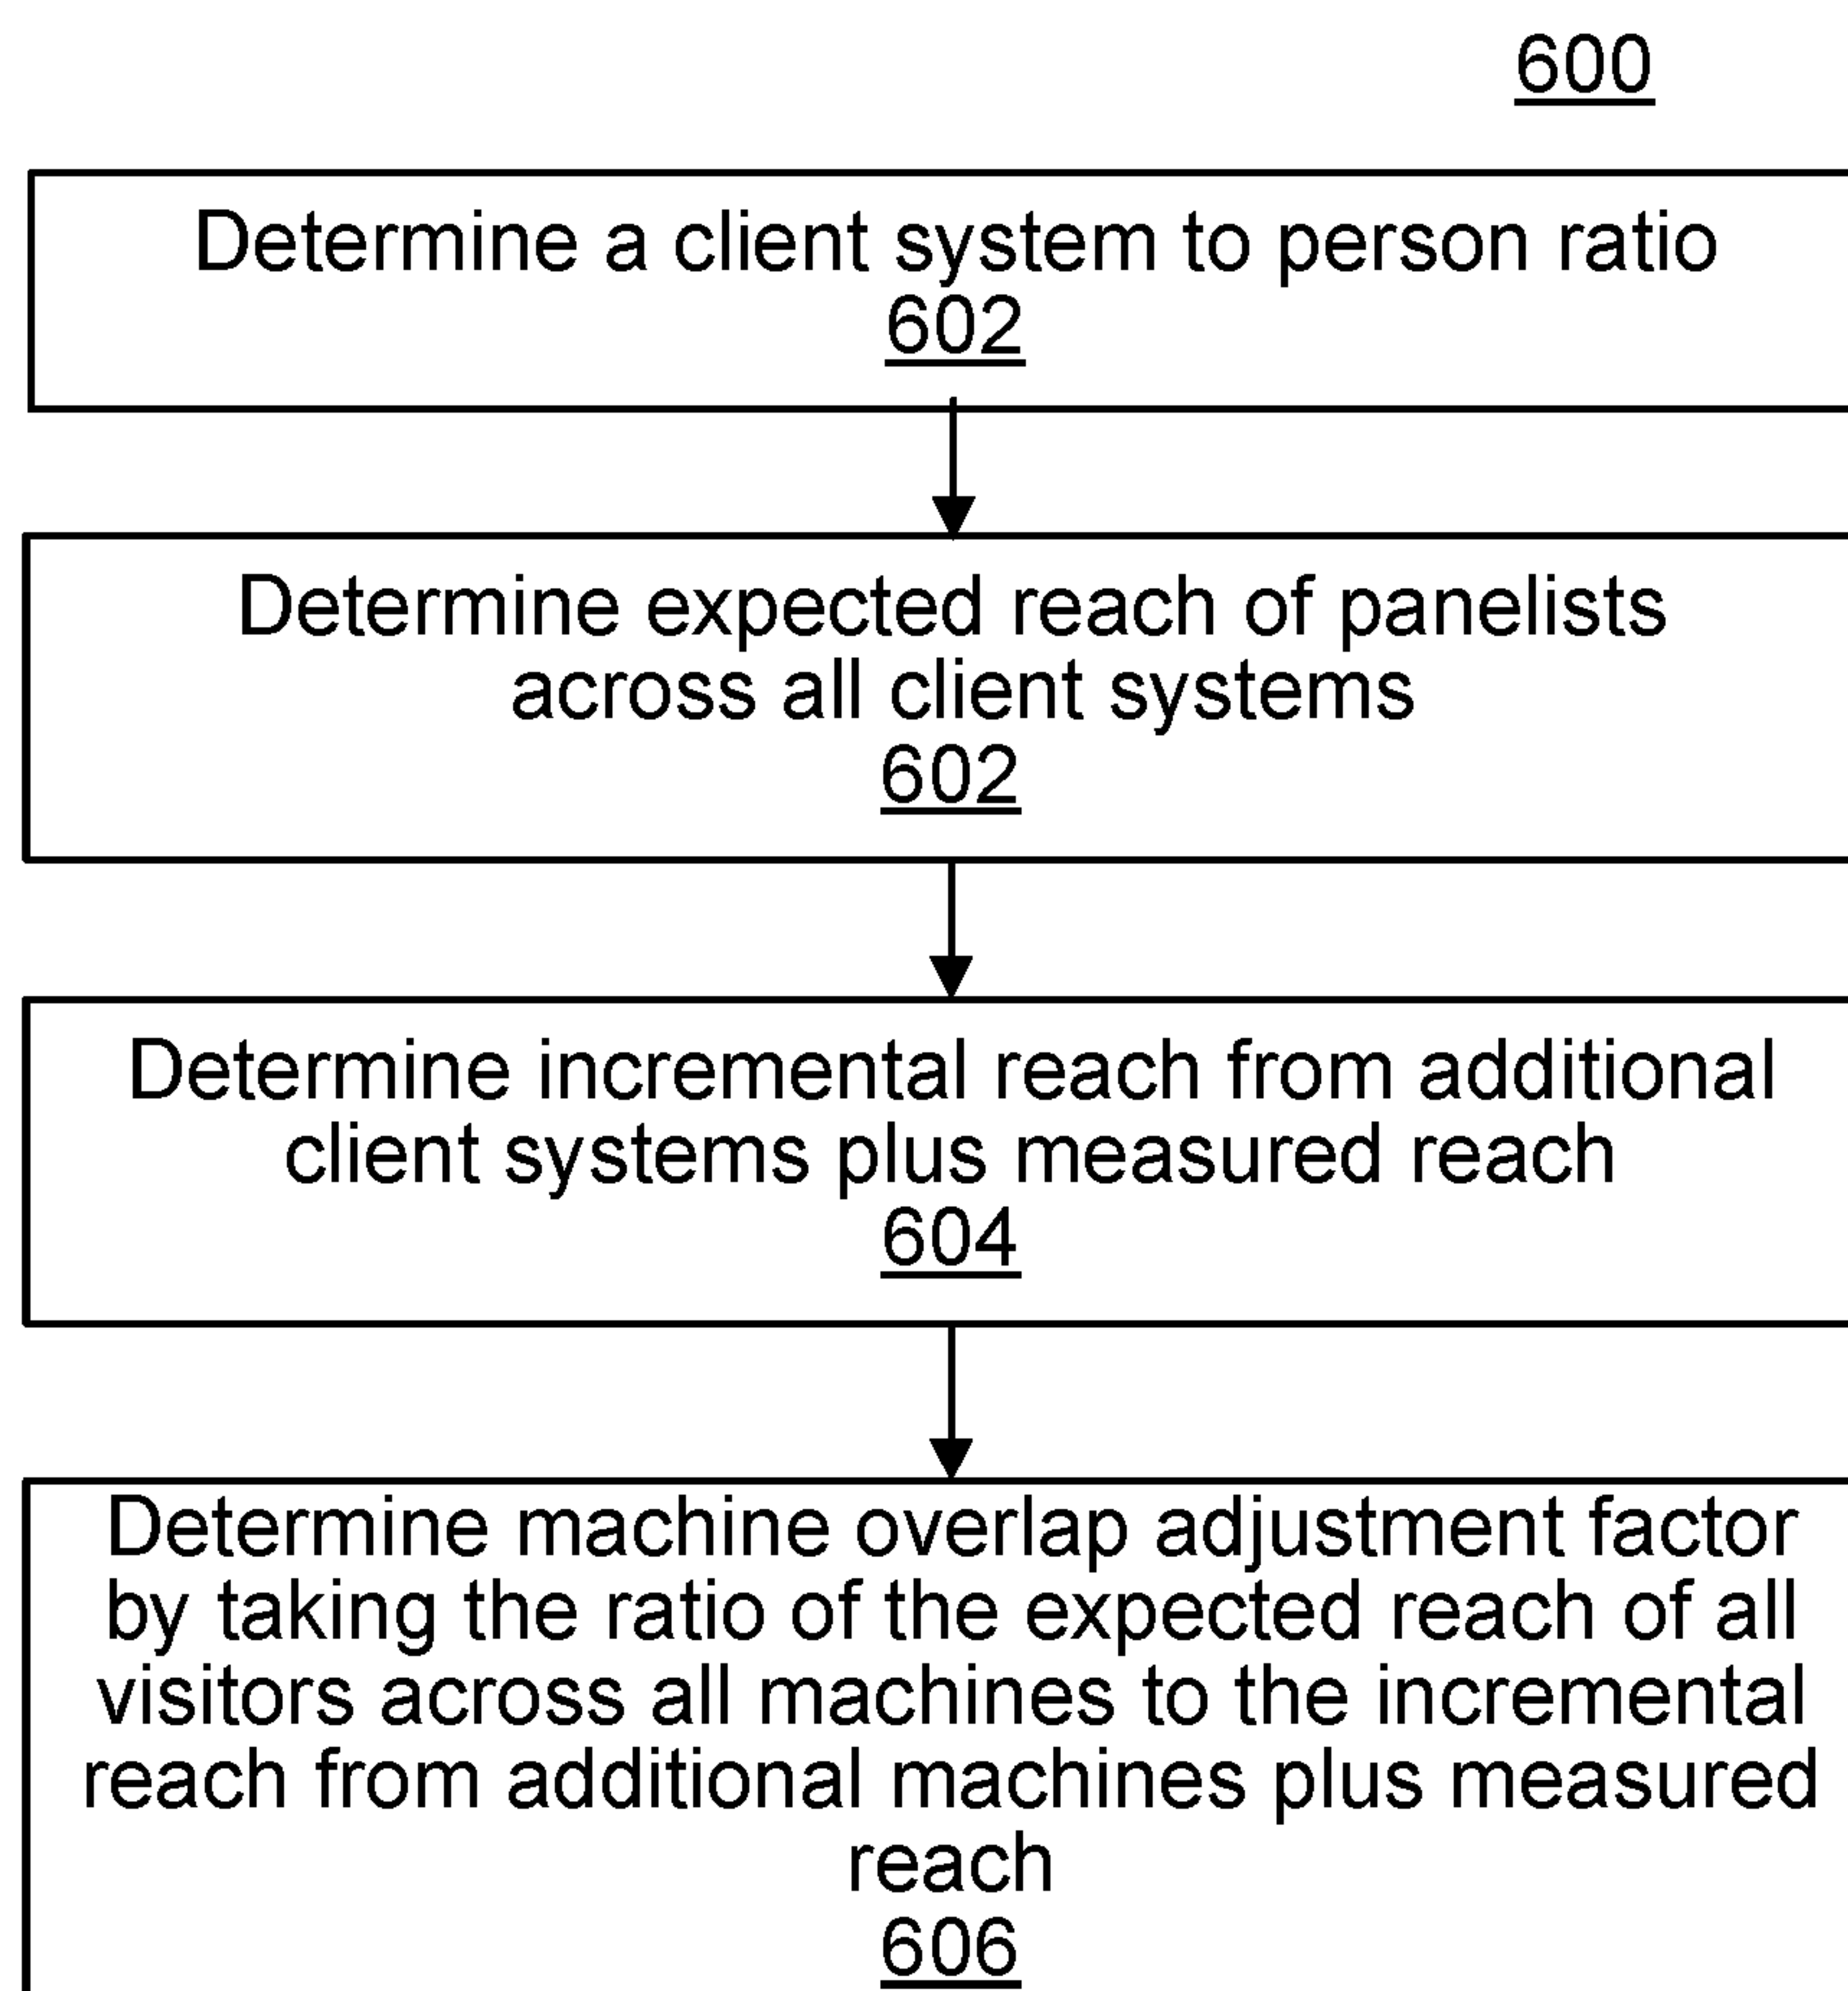 600
Determine a client system to person ratio
602
Determine expected reach of panelists
across all client systems
602
Determine incremental reach from additional
client systems plus measured reach
604
Determine machine overlap adjustment factor
by taking the ratio of the expected reach of all
visitors across all machines to the incremental
reach from additional machines plus measured
reach
606